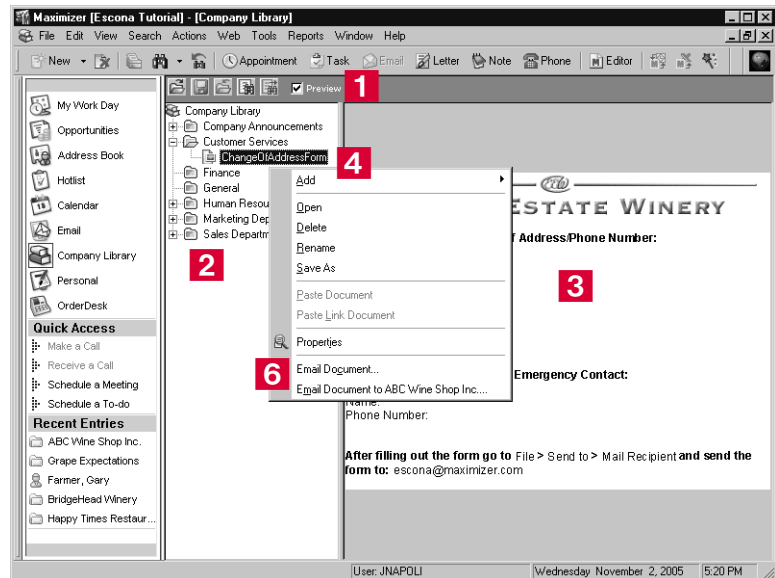 Maximizer [Escona Tutorial] - [Company Library]
File Edit View Search Actions Web Tools Reports Window Help
New Appointment Task Email Letter Note Phone Editor
Preview 1
My Work Day
Opportunities
Address Book
Hotlist
Calendar
Email
Company Library
Personal
OrderDesk
Quick Access
Make a Call
Receive a Call
Schedule a Meeting
Schedule a To-do
Recent Entries
ABC Wine Shop Inc.
Grape Expectations
Farmer, Gary
BridgeHead Winery
Happy Times Restaur...
Company Library
Company Announcements
Customer Services
ChangeOfAddressForm
Finance
General
Human Resou
Marketing Dep
Sales Departm
2
4
Add
Open
Delete
Rename
Save As
Paste Document
Paste Link Document
Properties
6
Email Document...
Email Document to ABC Wine Shop Inc....
ESTATE WINERY
f Address/Phone Number:
3
Emergency Contact:
Name:
Phone Number:
After filling out the form go to File > Send to > Mail Recipient and send the
form to: escona@maximizer.com
User: JNAPOLI Wednesday November 2, 2005 5:20 PM